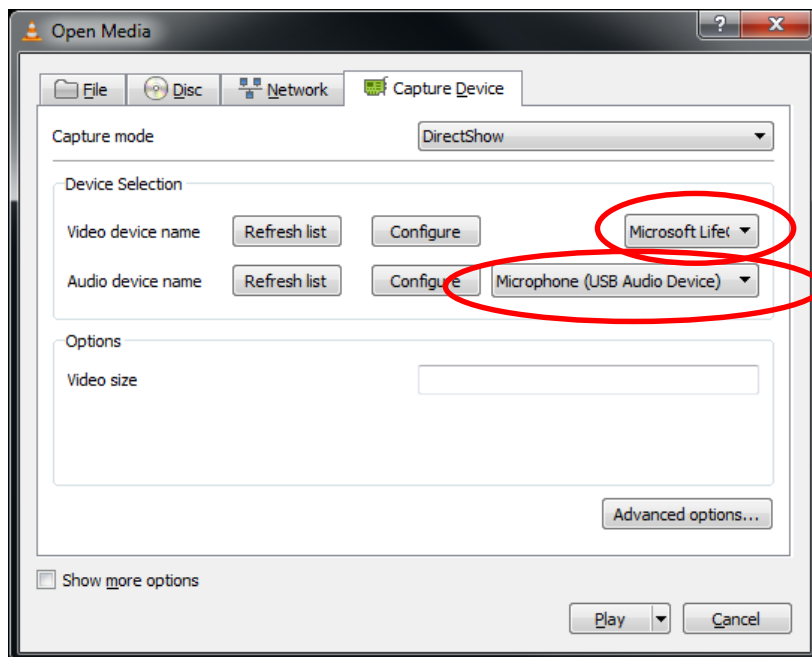 Open Media
File Disc Network Capture Device
Capture mode DirectShow
Device Selection
Video device name Refresh list Configure Microsoft Life
Audio device name Refresh list Configure Microphone (USB Audio Device)
Options
Video size
Advanced options...
Show more options
Play Cancel